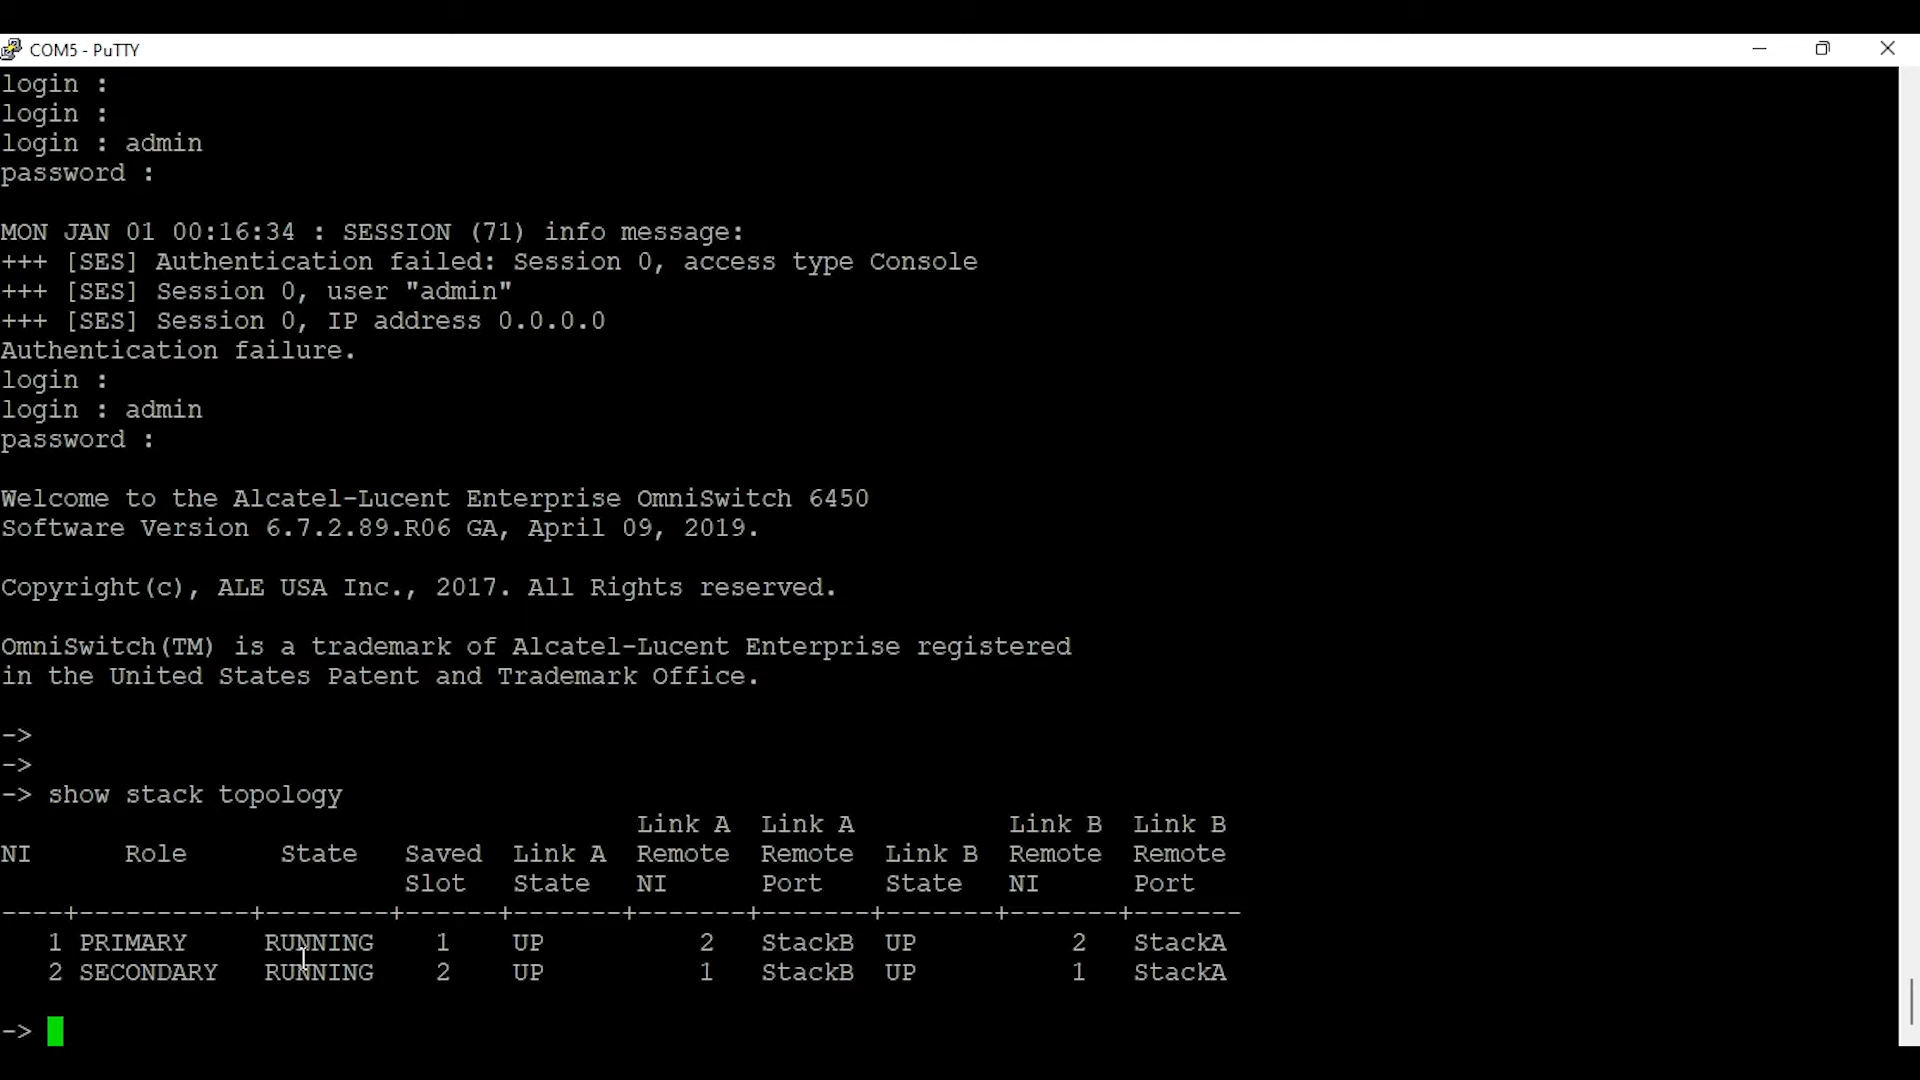 COM5 - PuTTY
login :
login :
login : admin
password :
MON JAN 01 00:16:34 : SESSION (71) info message:
+++ [SES] Authentication failed: Session 0, access type Console
+++ [SES] Session 0, user "admin"
+++ [SES] Session 0, IP address 0.0.0.0
Authentication failure.
login :
login : admin
password :
Welcome to the Alcatel-Lucent Enterprise OmniSwitch 6450
Software Version 6.7.2.89.R06 GA, April 09, 2019.
Copyright(c), ALE USA Inc., 2017. All Rights reserved.
OmniSwitch(TM) is a trademark of Alcatel-Lucent Enterprise registered
in the United States Patent and Trademark Office.
->
->
-> show stack topology
                                         Link A  Link A          Link B  Link B
NI      Role        State   Saved  Link A  Remote  Remote  Link B  Remote  Remote
                          Slot   State   NI      Port    State   NI      Port
----+-----------+--------+------+-------+-------+-------+-------+-------+-------
   1 PRIMARY     RUNNING    1    UP          2   StackB  UP          2   StackA
   2 SECONDARY   RUNNING    2    UP          1   StackB  UP          1   StackA
->